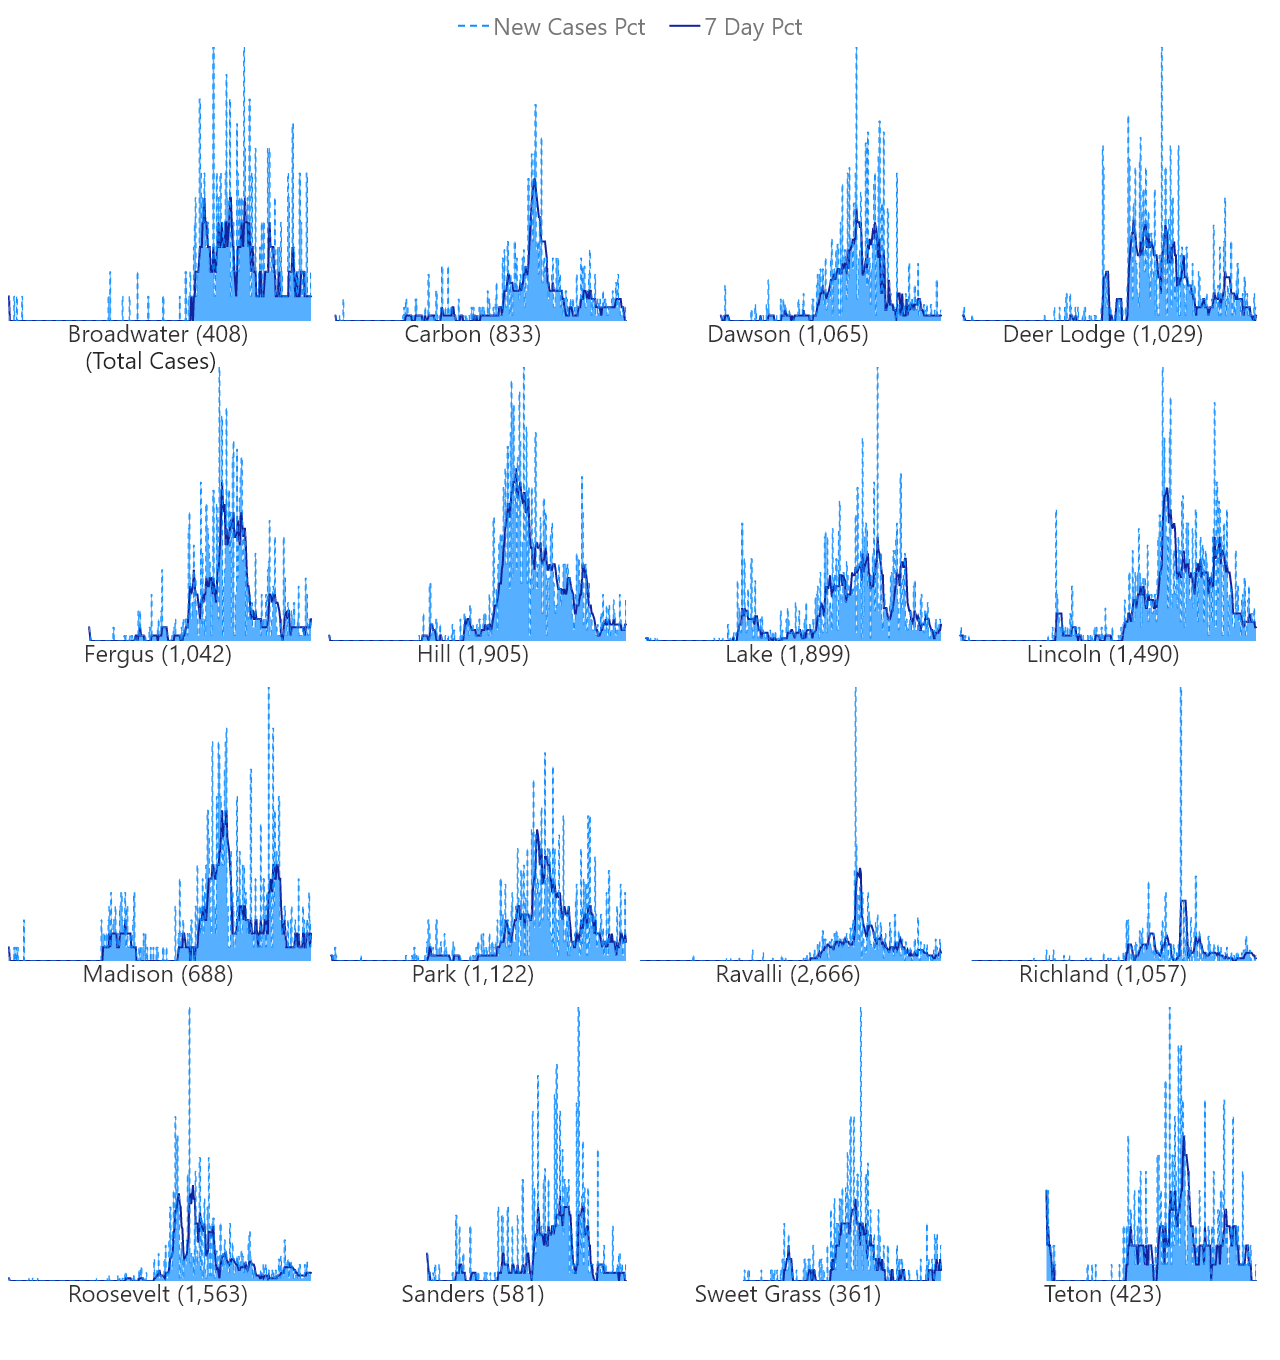 New Cases Pct 7 Day Pct
Broadwater (408) Carbon (833) Dawson (1,065) Deer Lodge (1,029)
(Total Cases)
Fergus (1,042) Hill (1,905) Lake (1,899) Lincoln (1,490)
Madison (688) Park (1,122) Ravalli (2,666) Richland (1,057)
Roosevelt (1,563) Sanders (581) Sweet Grass (361) Teton (423)